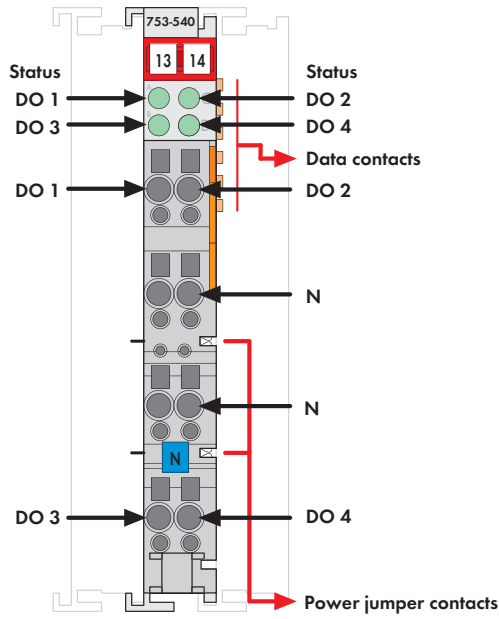 753-540
13 14
Status Status
DO 1 DO 2
DO 3 DO 4
Data contacts
DO 1 DO 2
N
N
N
DO 3 DO 4
Power jumper contacts